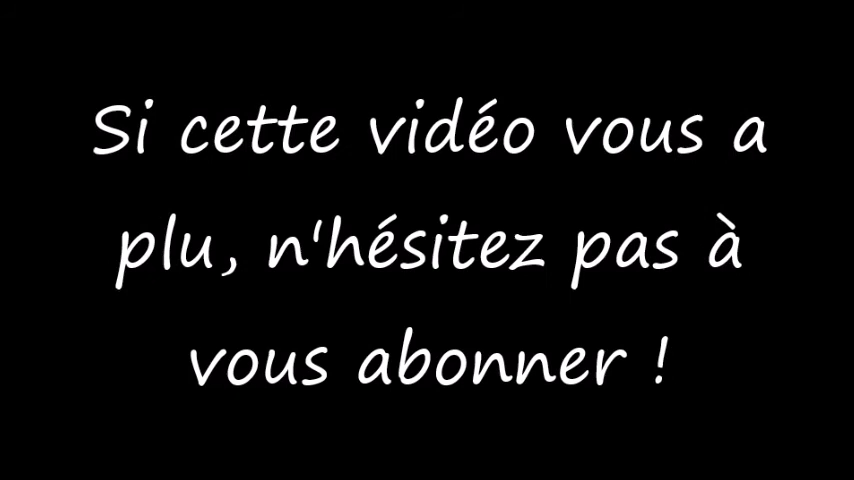 Si cette vidéo vous a
plu, n'hésitez pas à
vous abonner !